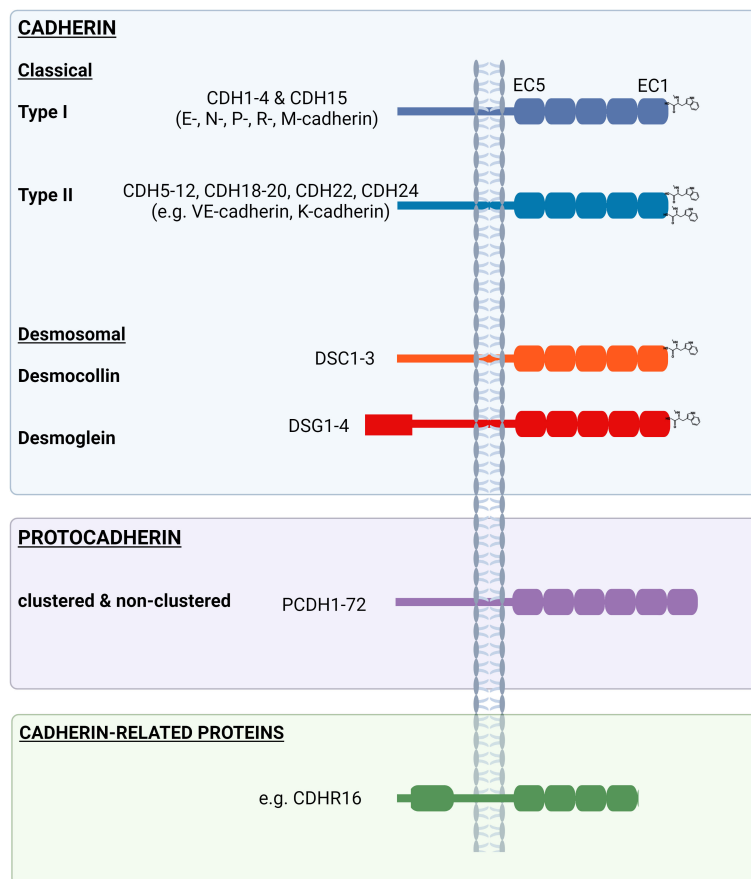 CADHERIN
Classical
EC5 EC1
Type I
CDH1-4 & CDH15
(E-, N-, P-, R-, M-cadherin)
Type II
CDH5-12, CDH18-20, CDH22, CDH24
(e.g. VE-cadherin, K-cadherin)
Desmosomal
DSC1-3
Desmocollin
DSG1-4
Desmoglein
PROTOCADHERIN
clustered & non-clustered
PCDH1-72
CADHERIN-RELATED PROTEINS
e.g. CDHR16